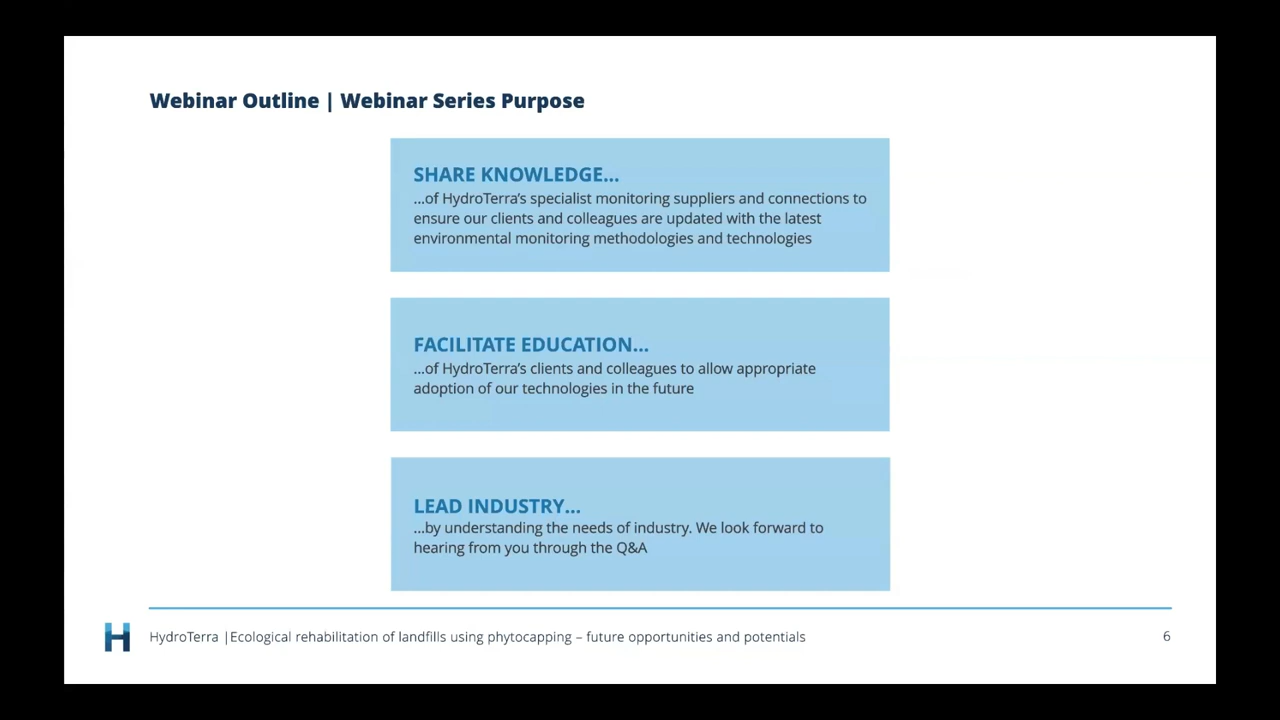 Webinar Outline | Webinar Series Purpose
SHARE KNOWLEDGE...
...of HydroTerra’s specialist monitoring suppliers and connections to
ensure our clients and colleagues are updated with the latest
environmental monitoring methodologies and technologies
FACILITATE EDUCATION...
...of HydroTerra’s clients and colleagues to allow appropriate
adoption of our technologies in the future
LEAD INDUSTRY...
...by understanding the needs of industry. We look forward to
hearing from you through the Q&A
H HydroTerra |Ecological rehabilitation of landfills using phytocapping – future opportunities and potentials 6